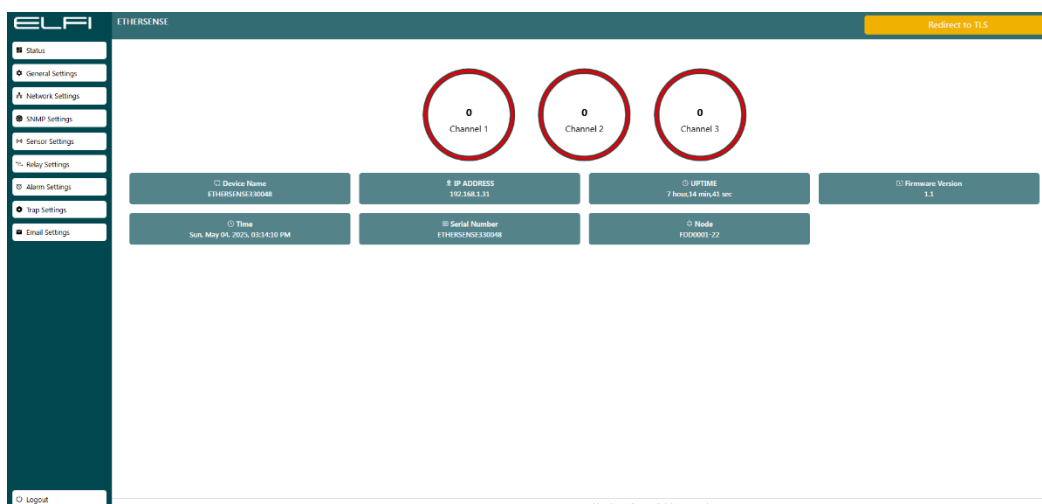 ELFI
ETHERSENSE
Redirect to TLS
Status
General Settings
Network Settings
SNMP Settings
Sensor Settings
Relay Settings
Alarm Settings
Trap Settings
Email Settings
Logout
0
Channel 1
0
Channel 2
0
Channel 3
Device Name
ETHERSENSE330048
IP ADDRESS
192.168.1.31
UPTIME
7 hour,14 min,41 sec
Firmware Version
1.1
Time
Sun, May 04, 2025, 03:14:10 PM
Serial Number
ETHERSENSE330048
Node
FDD0001-22